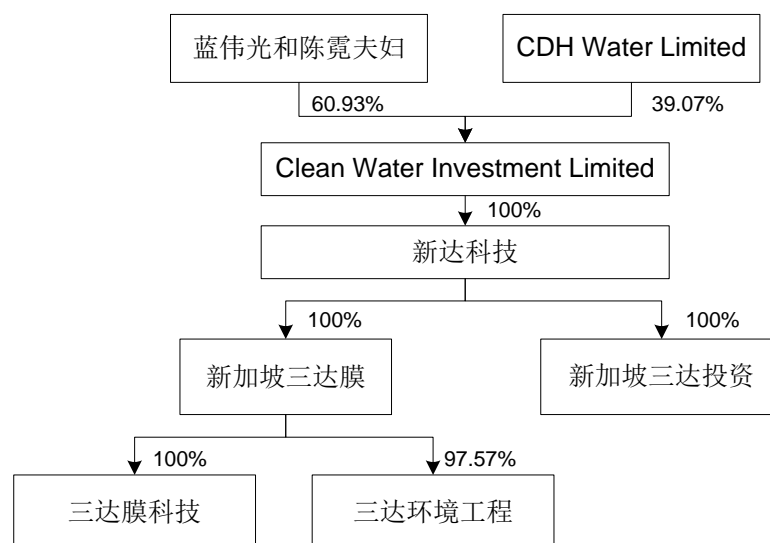 蓝伟光和陈霓夫妇
CDH Water Limited
60.93%
39.07%
Clean Water Investment Limited
100%
新达科技
100%
100%
新加坡三达膜
新加坡三达投资
100%
97.57%
三达膜科技
三达环境工程